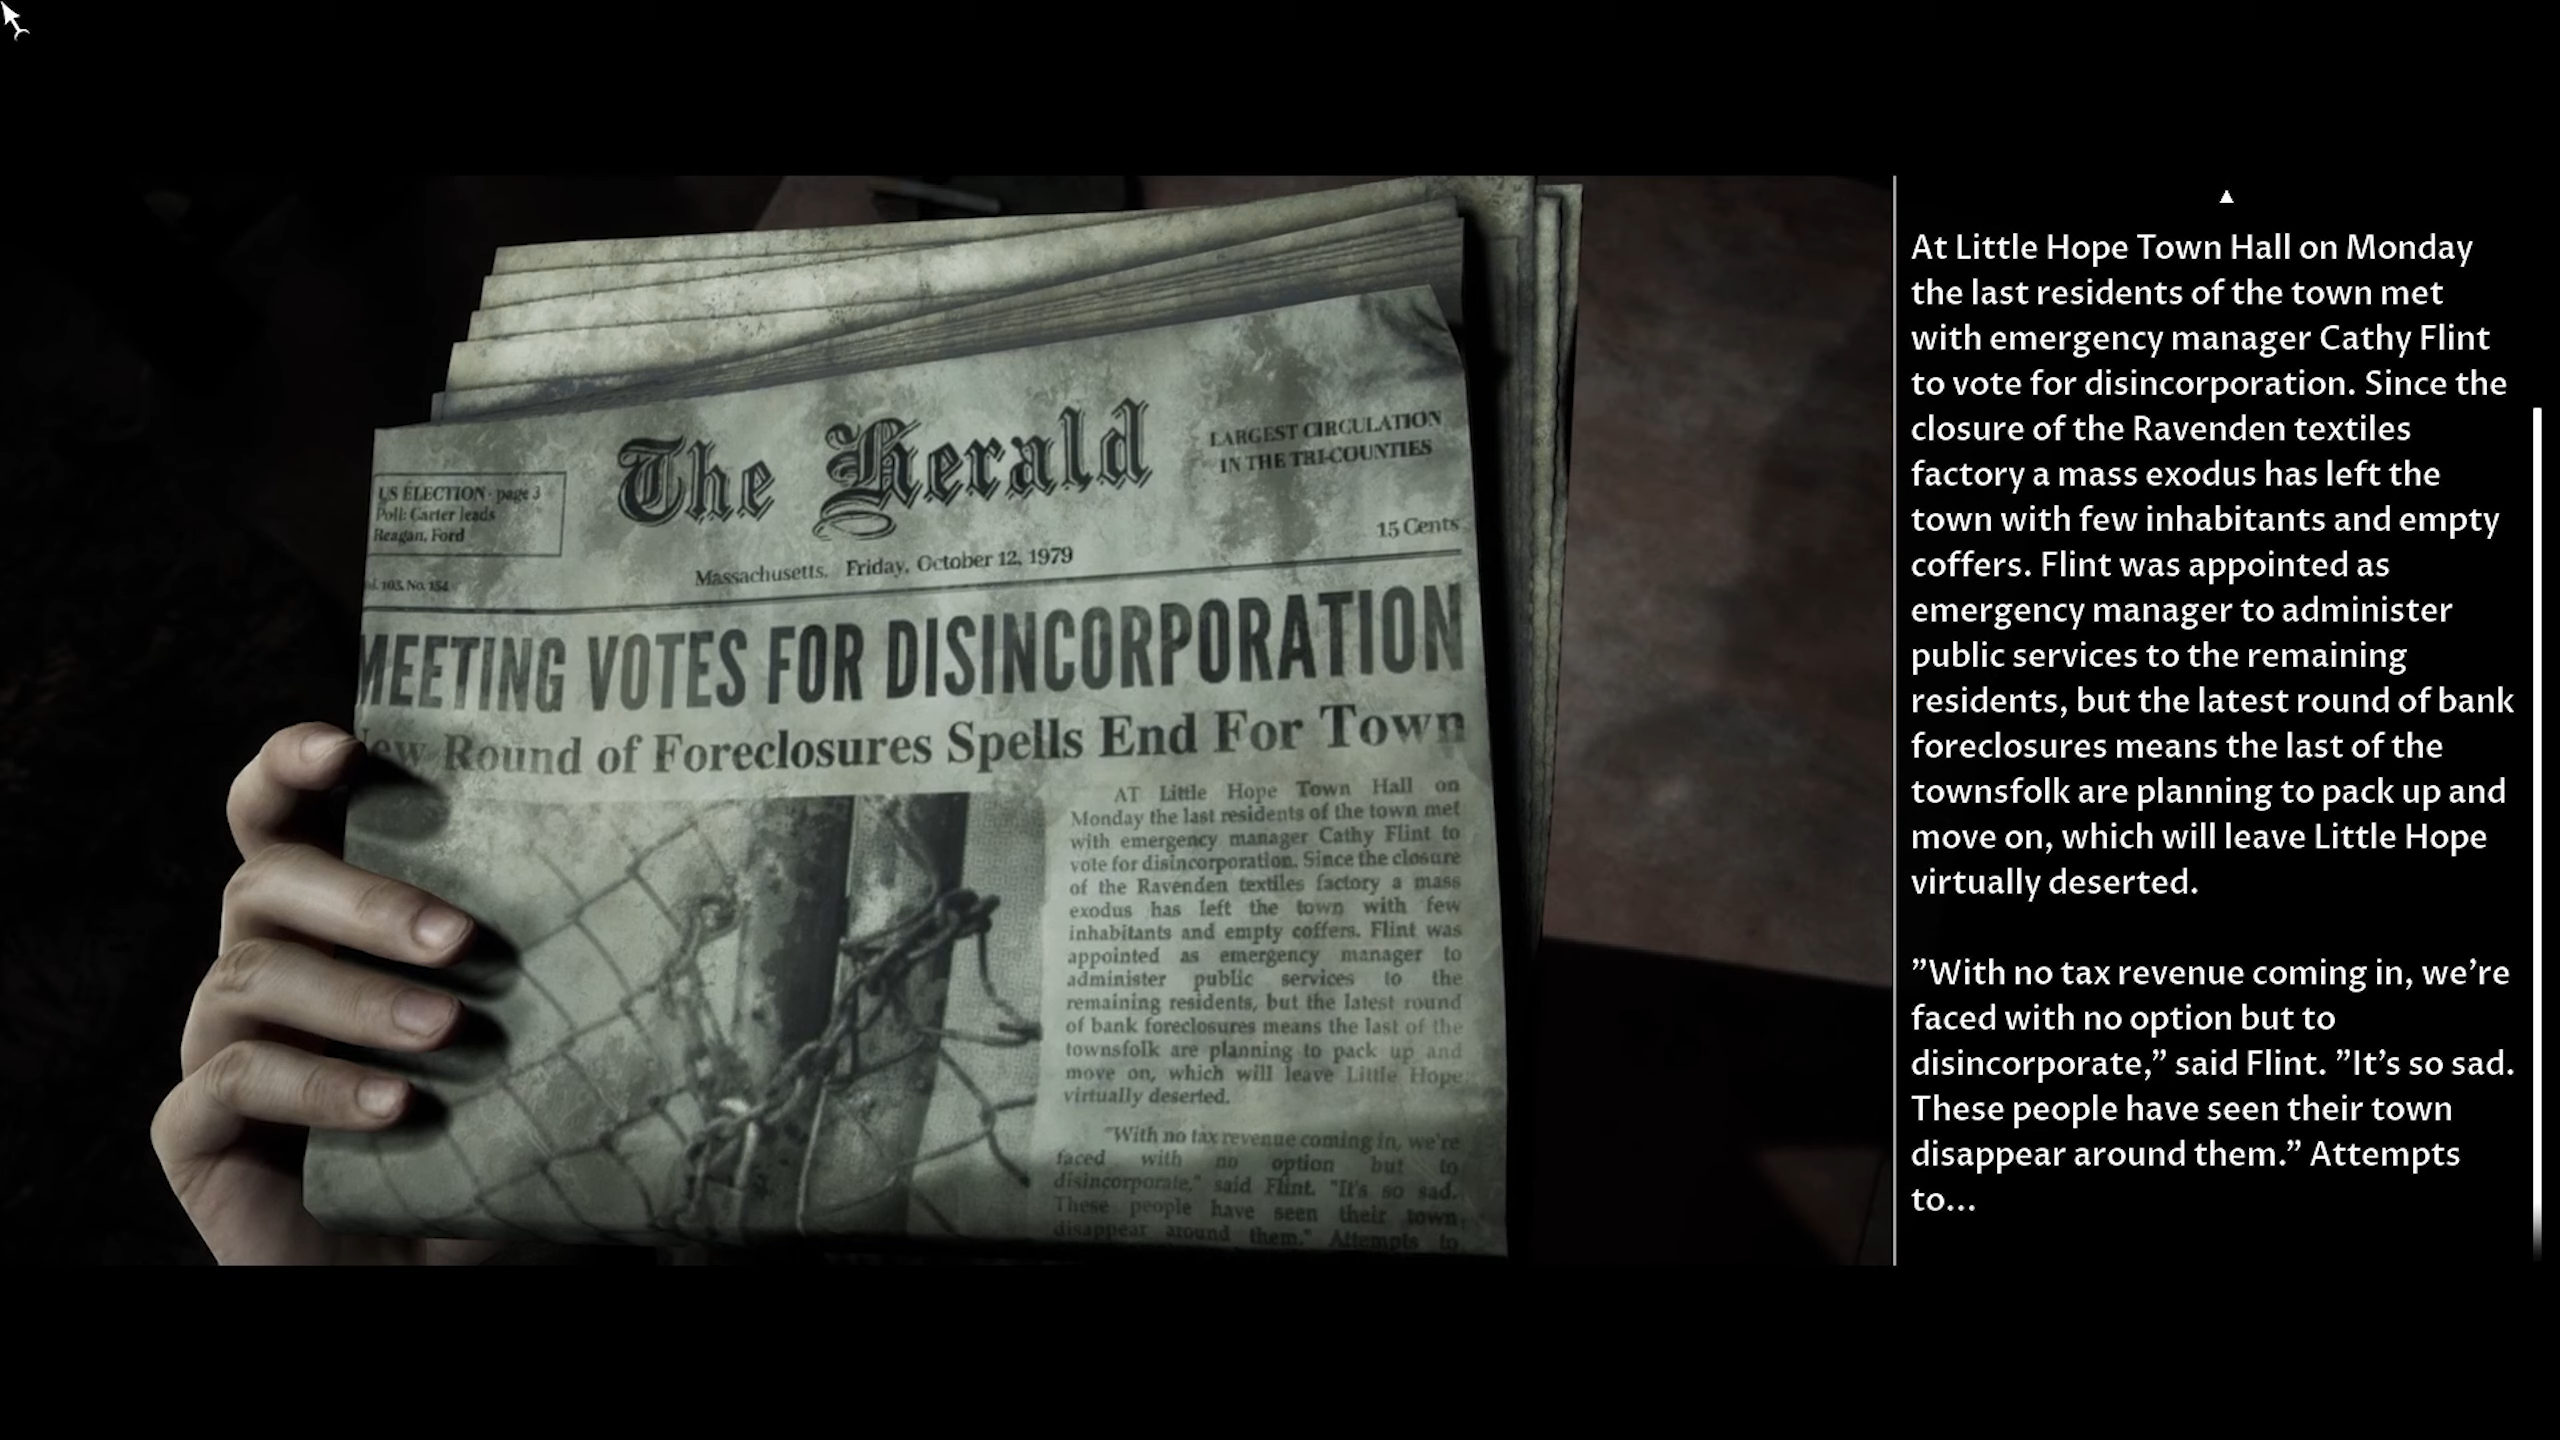 US ELECTION - page 3
Poll: Carter leads
Reagan, Ford
The Herald
LARGEST CIRCULATION
IN THE TRI-COUNTIES
15 Cents
103, No. 154
Massachusetts, Friday, October 12, 1979
MEETING VOTES FOR DISINCORPORATION
Round of Foreclosures Spells End For Town
AT Little Hope Town Hall on
Monday the last residents of the town met
with emergency manager Cathy Flint to
vote for disincorporation. Since the closure
of the Ravenden textiles factory a mass
exodus has left the town with few
inhabitants and empty coffers. Flint was
appointed as emergency manager to
administer public services to the
remaining residents, but the latest round
of bank foreclosures means the last of the
townsfolk are planning to pack up and
move on, which will leave Little Hope
virtually deserted.
"With no tax revenue coming in, we're
faced with no option but to
disincorporate," said Flint. "It's so sad.
These people have seen their town
disappear around them." Attempts to
At Little Hope Town Hall on Monday
the last residents of the town met
with emergency manager Cathy Flint
to vote for disincorporation. Since the
closure of the Ravenden textiles
factory a mass exodus has left the
town with few inhabitants and empty
coffers. Flint was appointed as
emergency manager to administer
public services to the remaining
residents, but the latest round of bank
foreclosures means the last of the
townsfolk are planning to pack up and
move on, which will leave Little Hope
virtually deserted.
”With no tax revenue coming in, we’re
faced with no option but to
disincorporate,” said Flint. ”It’s so sad.
These people have seen their town
disappear around them.” Attempts
to...